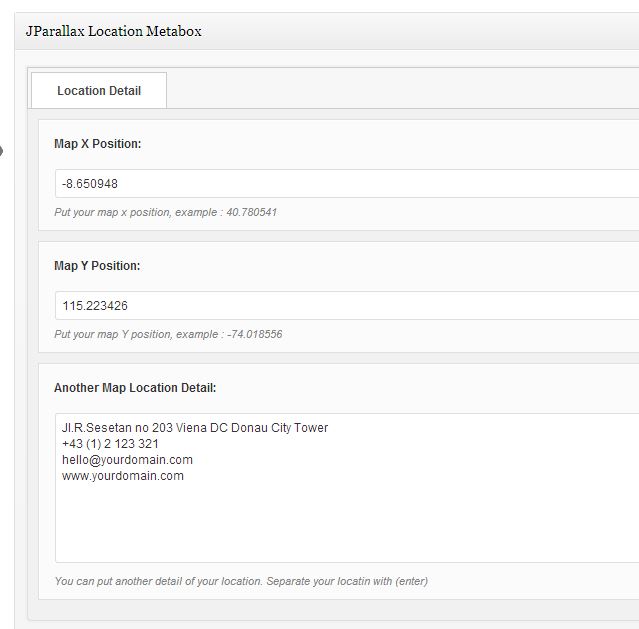 JParallax Location Metabox
Location Detail
Map X Position:
-8.650948
Put your map x position, example : 40.780541
Map Y Position:
115.223426
Put your map Y position, example : -74.018556
Another Map Location Detail:
Jl.R.Sesetan no 203 Viena DC Donau City Tower
+43 (1) 2 123 321
hello@yourdomain.com
www.yourdomain.com
You can put another detail of your location. Separate your locatin with (enter)